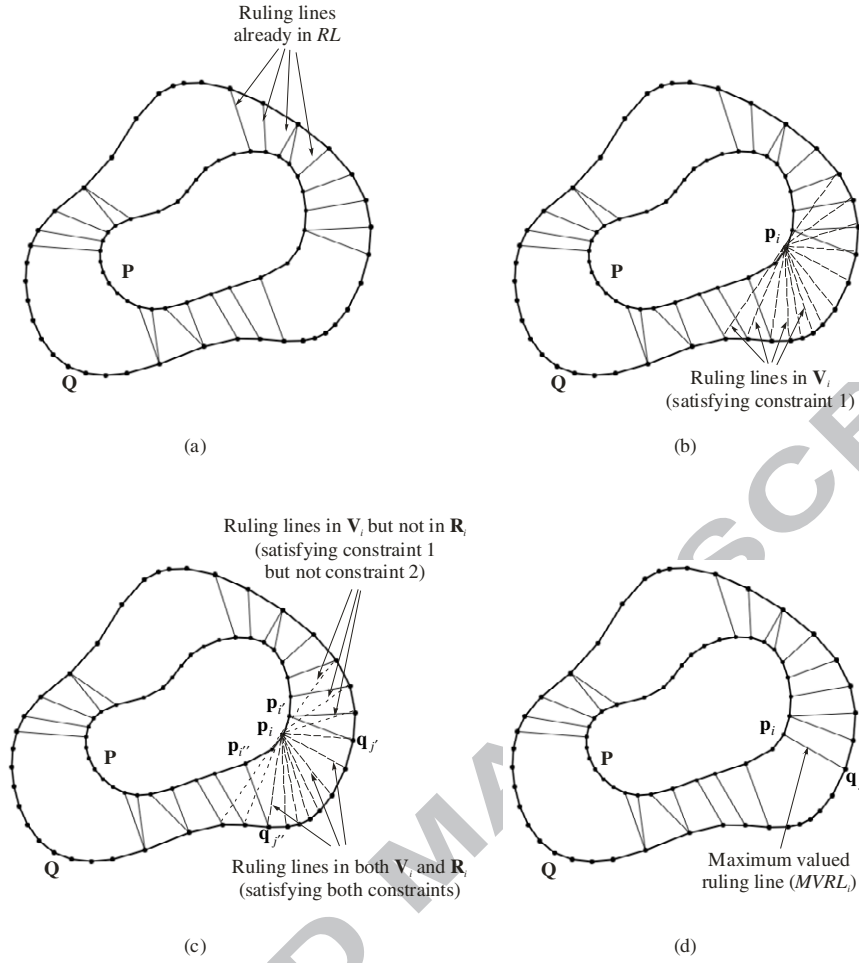 Ruling lines
already in RL
P
Q
(a)
p_i
P
Q
Ruling lines in V_i
(satisfying constraint 1)
(b)
Ruling lines in V_i but not in R_i
(satisfying constraint 1
but not constraint 2)
p_i'
p_i
p_i''
q_j'
P
q_j''
Q
Ruling lines in both V_i and R_i
(satisfying both constraints)
(c)
p_i
P
q
Q
Maximum valued
ruling line (MVRL_i)
(d)